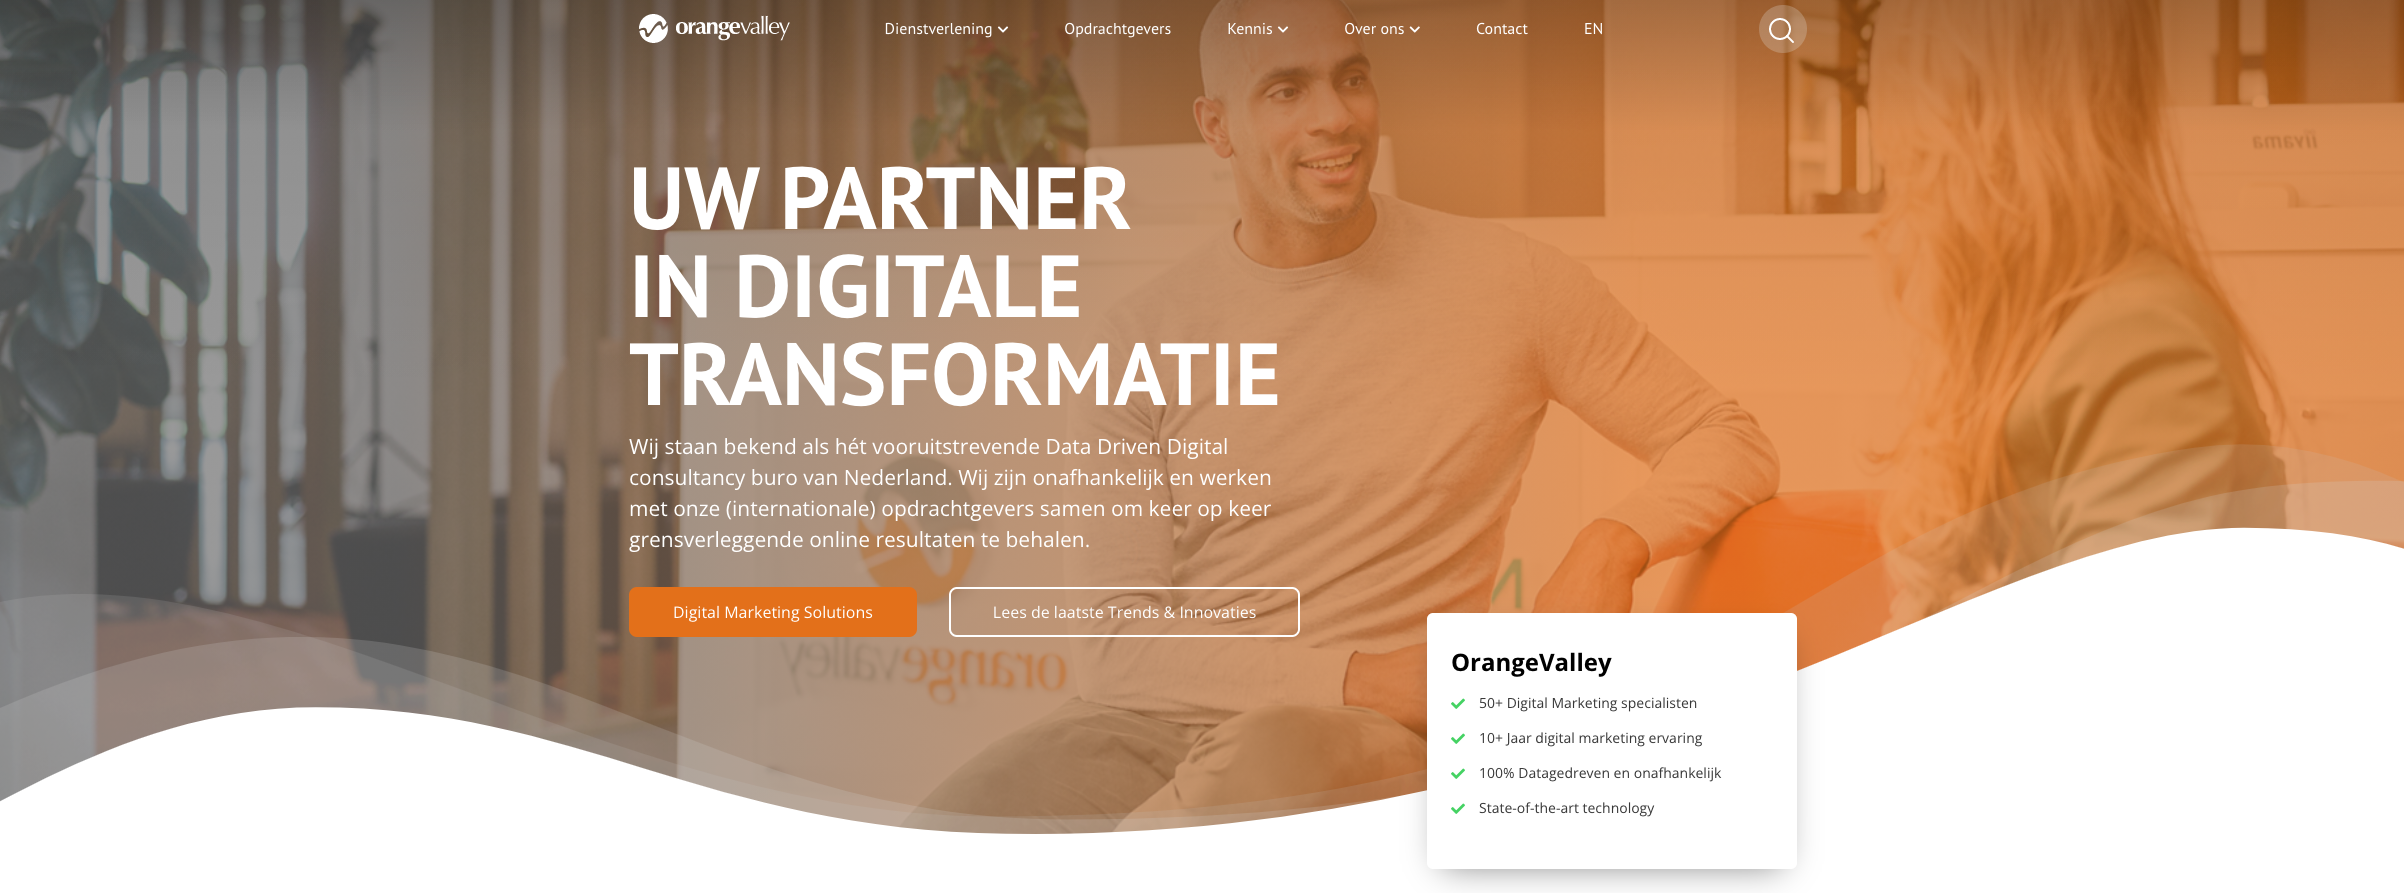 orangevalley
Dienstverlening
Opdrachtgevers
Kennis
Over ons
Contact
EN
iiyama
UW PARTNER
IN DIGITALE
TRANSFORMATIE
Wij staan bekend als hét vooruitstrevende Data Driven Digital
consultancy buro van Nederland. Wij zijn onafhankelijk en werken
met onze (internationale) opdrachtgevers samen om keer op keer
grensverleggende online resultaten te behalen.
Digital Marketing Solutions
Lees de laatste Trends & Innovaties
orangevalley
OrangeValley
50+ Digital Marketing specialisten
10+ Jaar digital marketing ervaring
100% Datagedreven en onafhankelijk
State-of-the-art technology